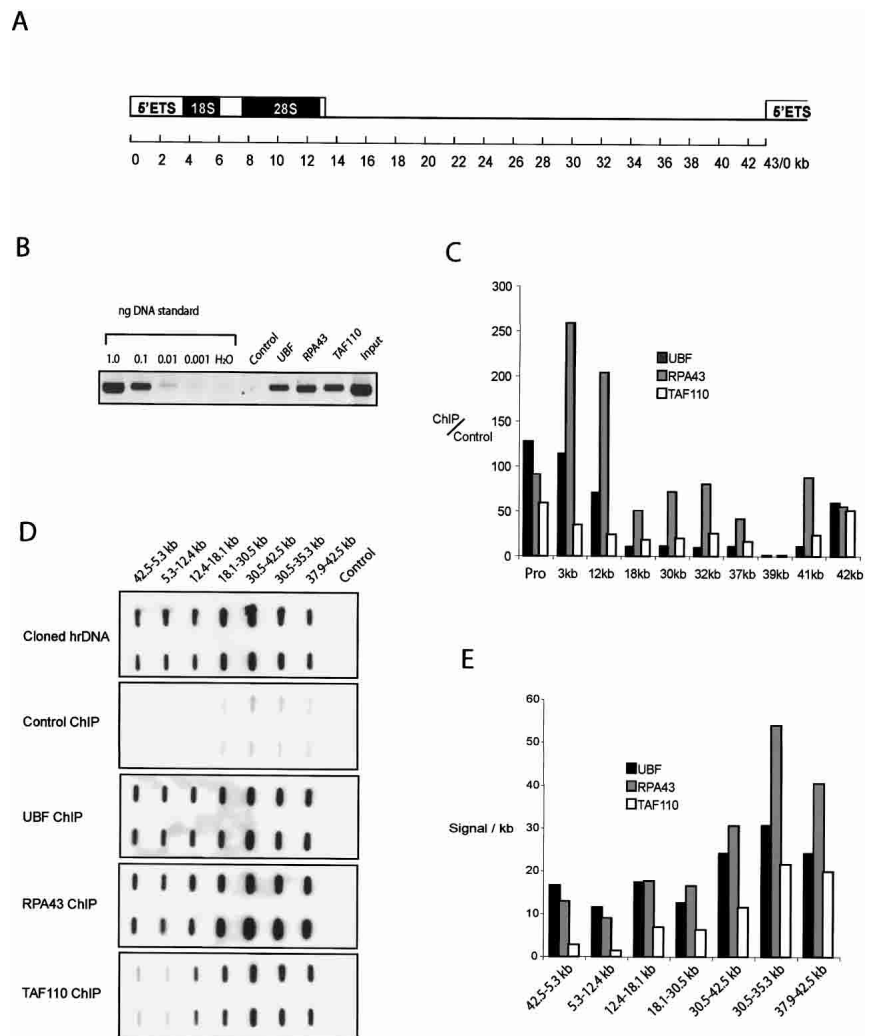 A
5'ETS 18S 28S 5'ETS
0 2 4 6 8 10 12 14 16 18 20 22 24 26 28 30 32 34 36 38 40 42 43/0 kb
B
ng DNA standard
1.0 0.1 0.01 0.001 H2O Control UBF RPA43 TAF110 Input
C
300
250
200
150
100
50
0
ChIP/Control
UBF
RPA43
TAF110
Pro 3kb 12kb 18kb 30kb 32kb 37kb 39kb 41kb 42kb
D
42.5-5.3 kb 5.3-12.4 kb 12.4-18.1 kb 18.1-30.5 kb 30.5-42.5 kb 30.5-35.3 kb 37.9-42.5 kb Control
Cloned hrDNA
Control ChIP
UBF ChIP
RPA43 ChIP
TAF110 ChIP
E
60
50
40
30
20
10
0
Signal / kb
UBF
RPA43
TAF110
42.5-5.3 kb 5.3-12.4 kb 12.4-18.1 kb 18.1-30.5 kb 30.5-42.5 kb 30.5-35.3 kb 37.9-42.5 kb